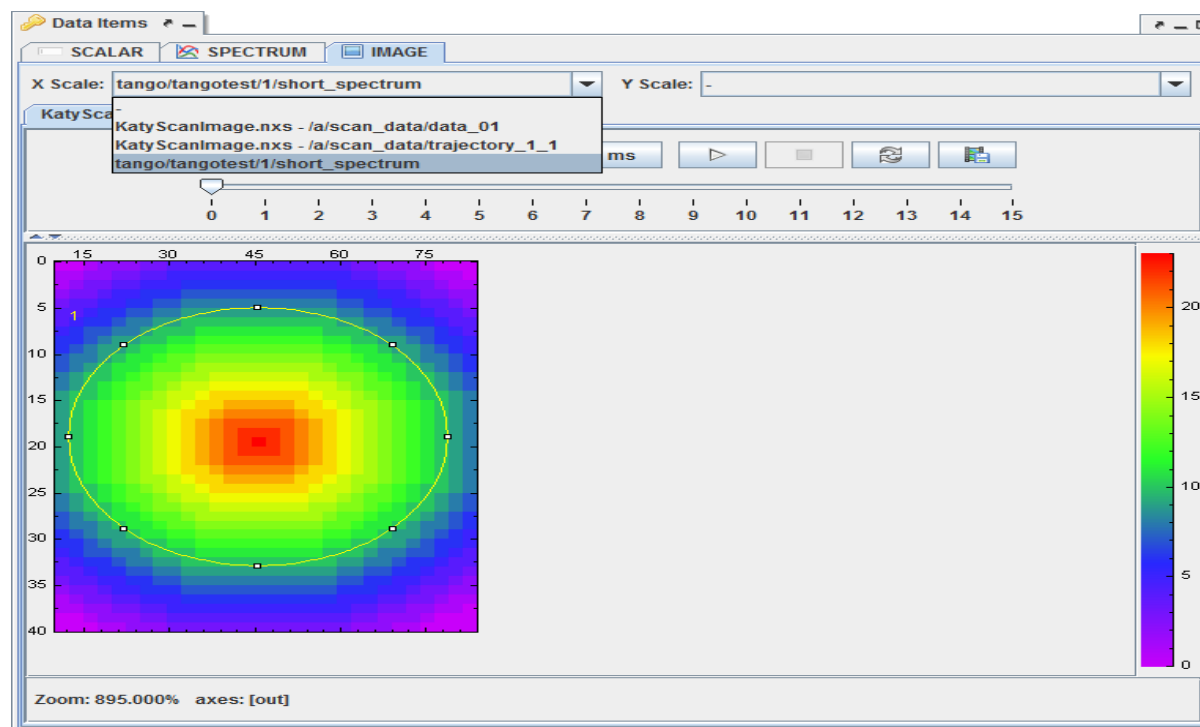 Data Items
SCALAR SPECTRUM IMAGE
X Scale: tango/tangotest/1/short_spectrum Y Scale: -
-
KatySca
KatyScanImage.nxs - /a/scan_data/data_01
KatyScanImage.nxs - /a/scan_data/trajectory_1_1
tango/tangotest/1/short_spectrum
ms
0 1 2 3 4 5 6 7 8 9 10 11 12 13 14 15
15 30 45 60 75
0
5
1
10
15
20
25
30
35
40
20
15
10
5
0
Zoom: 895.000% axes: [out]